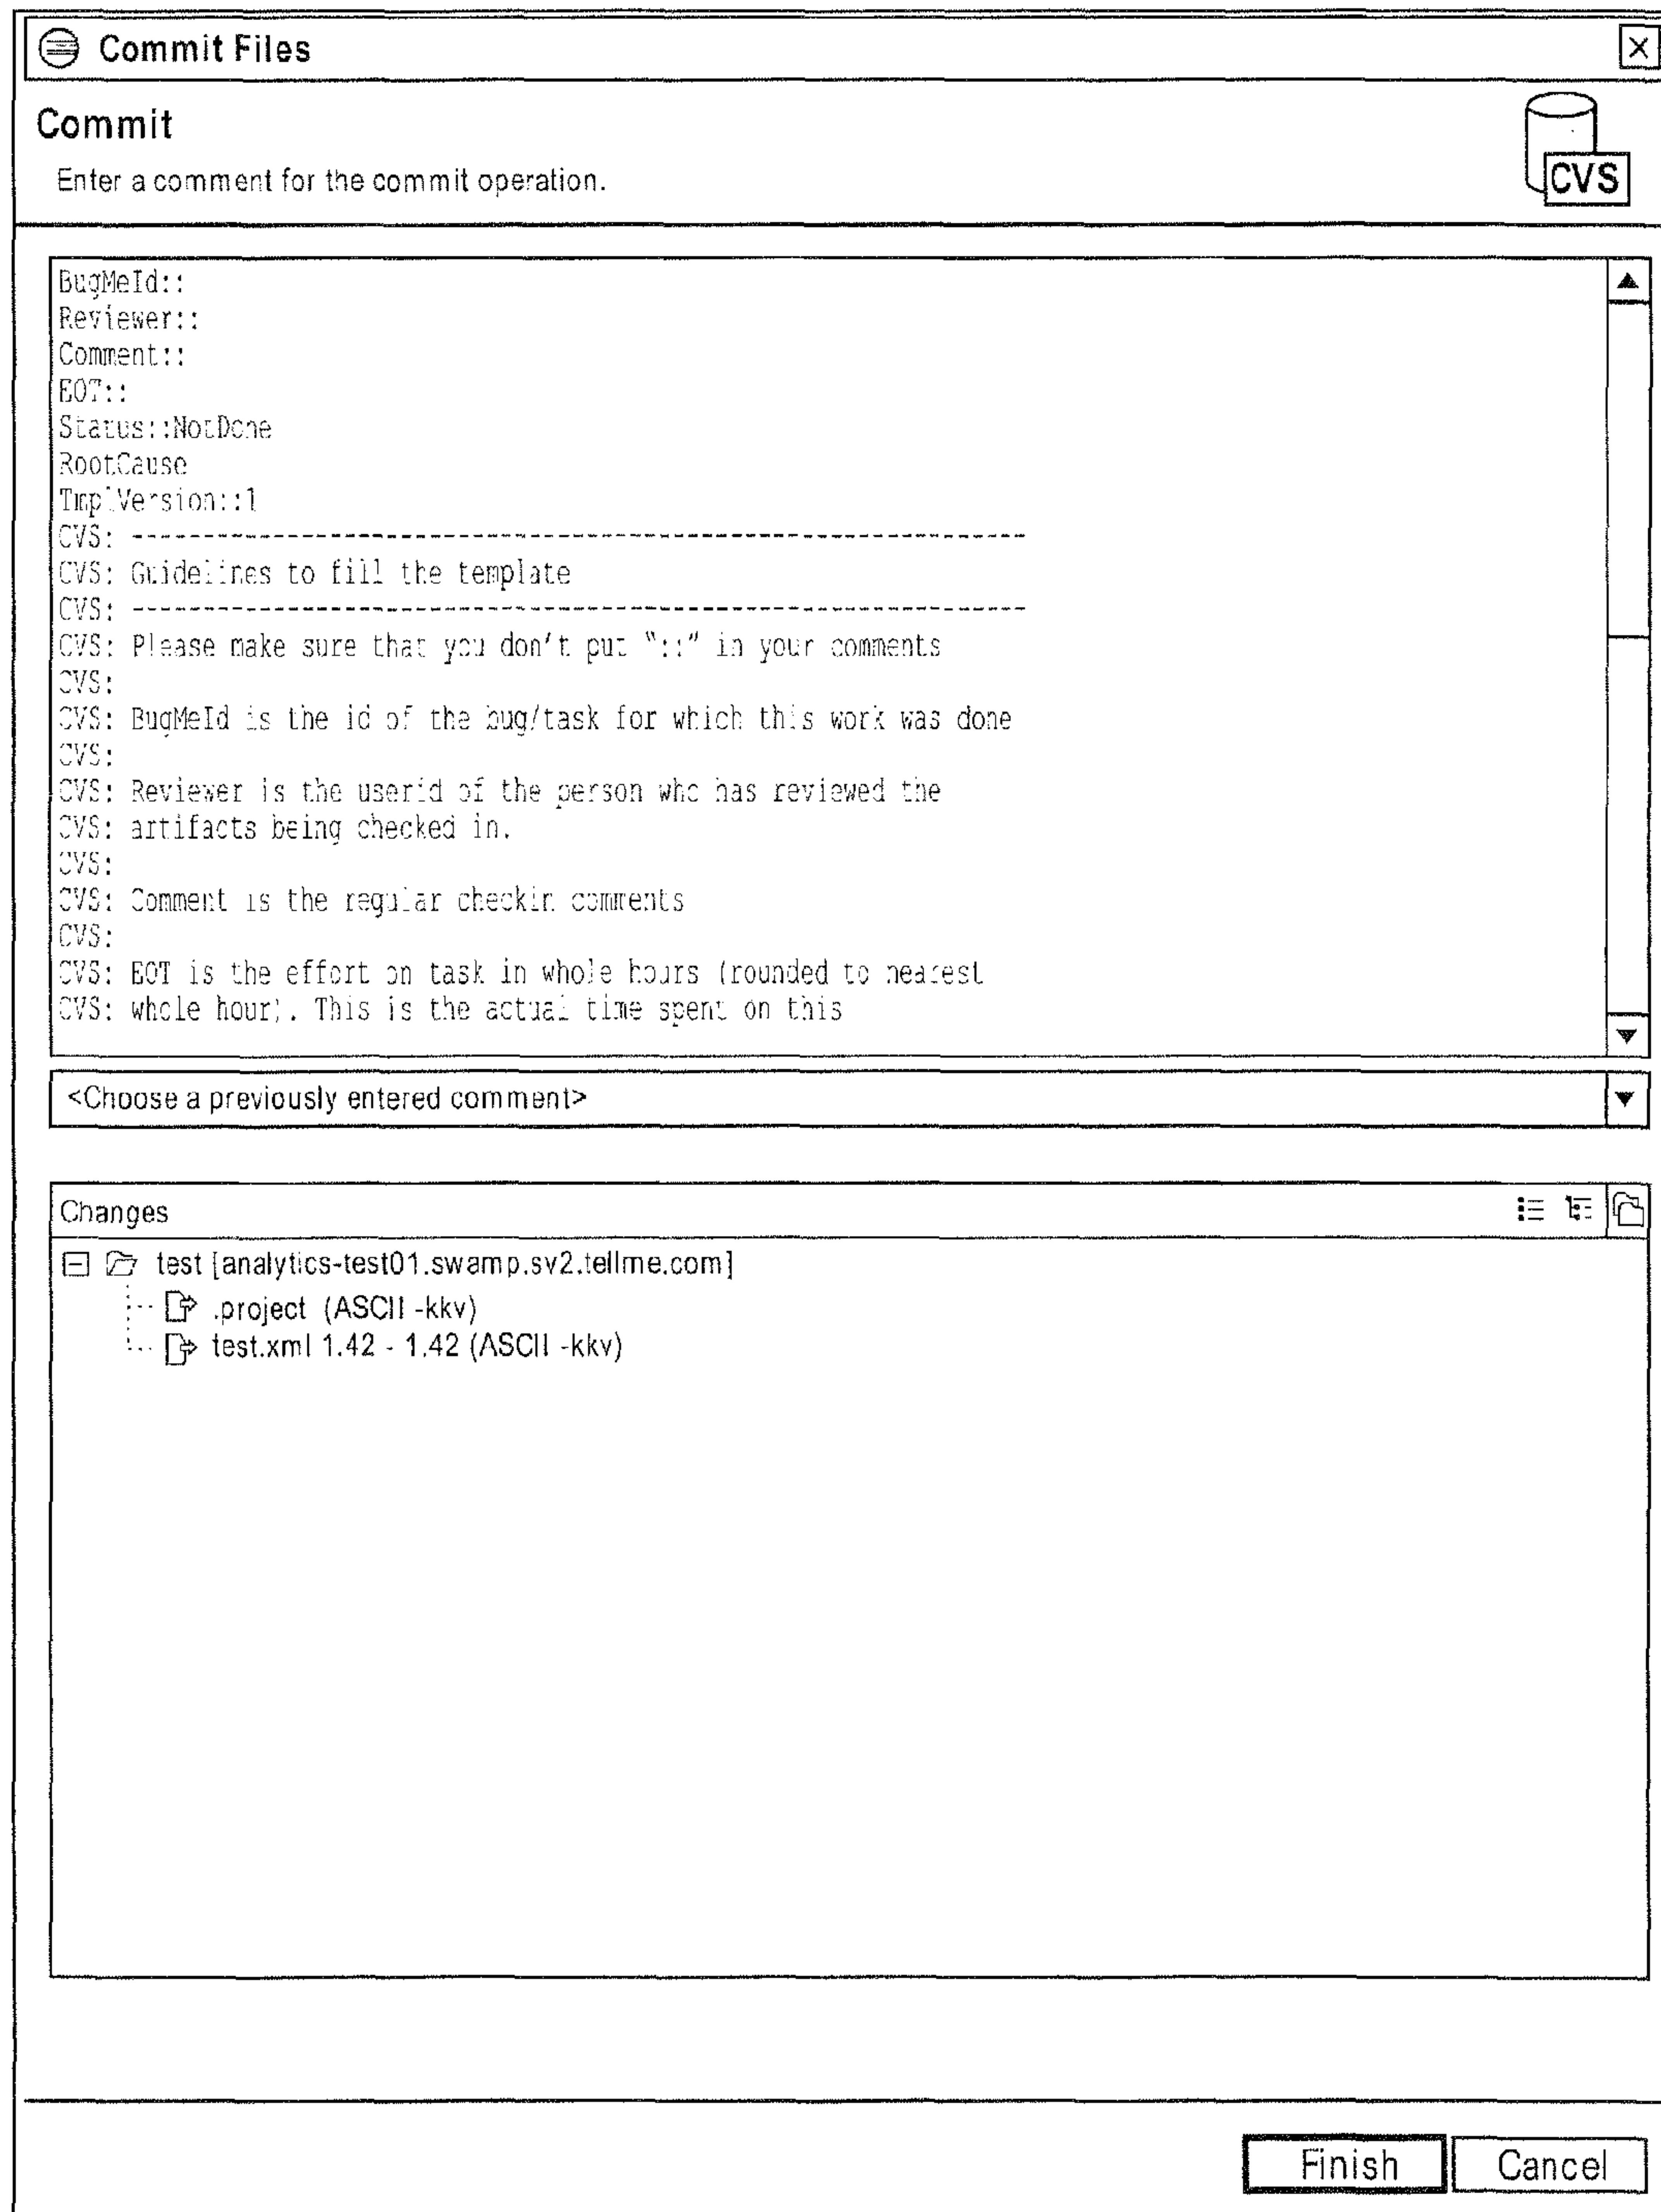 Commit Files
Commit
Enter a comment for the commit operation.
CVS
BugMeId::
Reviewer::
Comment::
EOT::
Status::NotDone
RootCause
TmplVersion::1
CVS: --------------------------------------------------------------
CVS: Guidelines to fill the template
CVS: --------------------------------------------------------------
CVS: Please make sure that you don't put "::" in your comments
CVS:
CVS: BugMeId is the id of the bug/task for which this work was done
CVS:
CVS: Reviewer is the userid of the person who has reviewed the
CVS: artifacts being checked in.
CVS:
CVS: Comment is the regular checkin comments
CVS:
CVS: EOT is the effort on task in whole hours (rounded to nearest
CVS: whole hour). This is the actual time spent on this
<Choose a previously entered comment>
Changes
test [analytics-test01.swamp.sv2.tellme.com]
.project (ASCII -kkv)
test.xml 1.42 - 1.42 (ASCII -kkv)
Finish Cancel